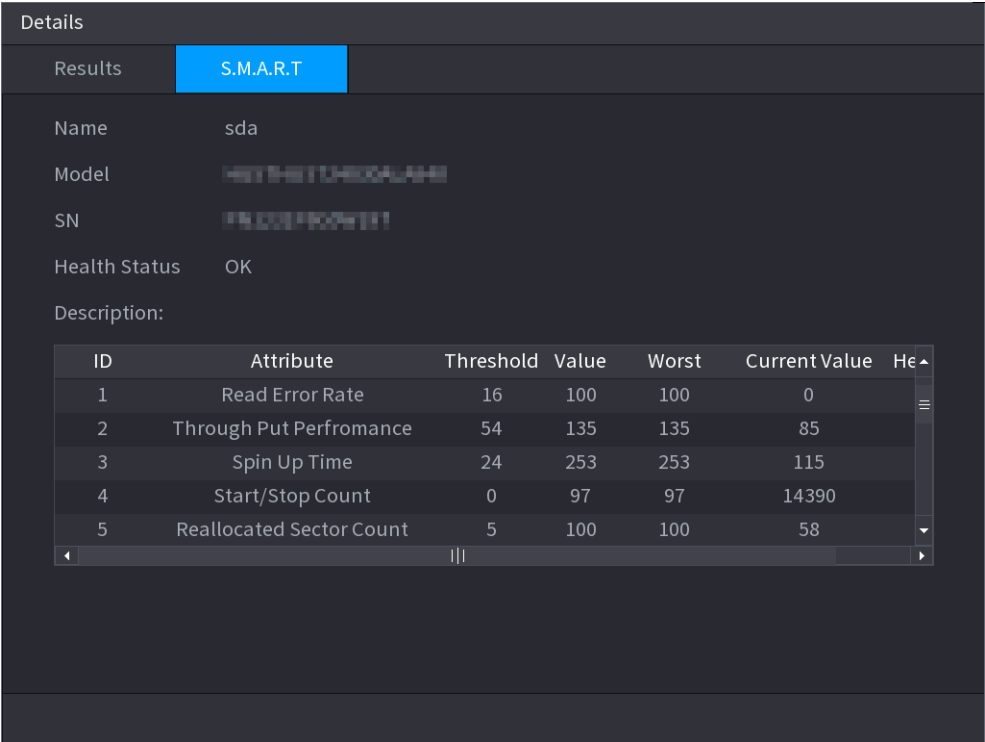 Details
Results S.M.A.R.T
Name sda
Model
SN
Health Status OK
Description:
ID Attribute Threshold Value Worst Current Value He
1 Read Error Rate 16 100 100 0
2 Through Put Perfromance 54 135 135 85
3 Spin Up Time 24 253 253 115
4 Start/Stop Count 0 97 97 14390
5 Reallocated Sector Count 5 100 100 58